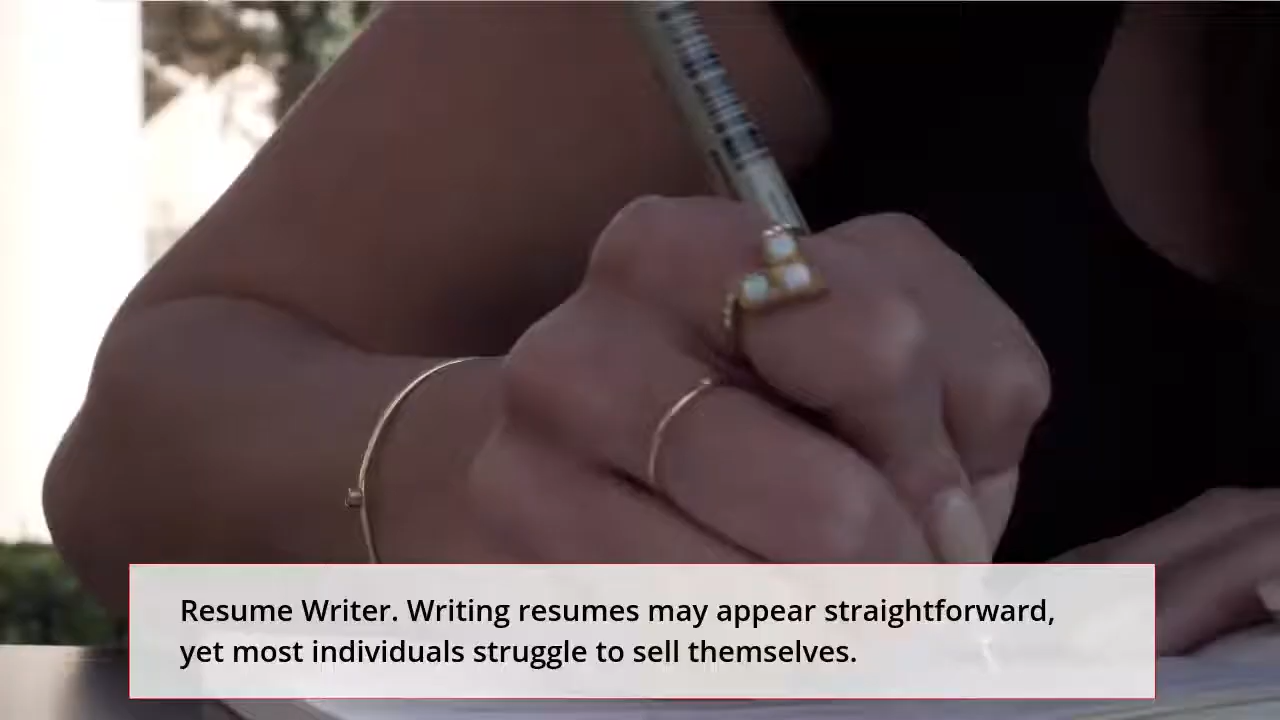 Resume Writer. Writing resumes may appear straightforward,
yet most individuals struggle to sell themselves.